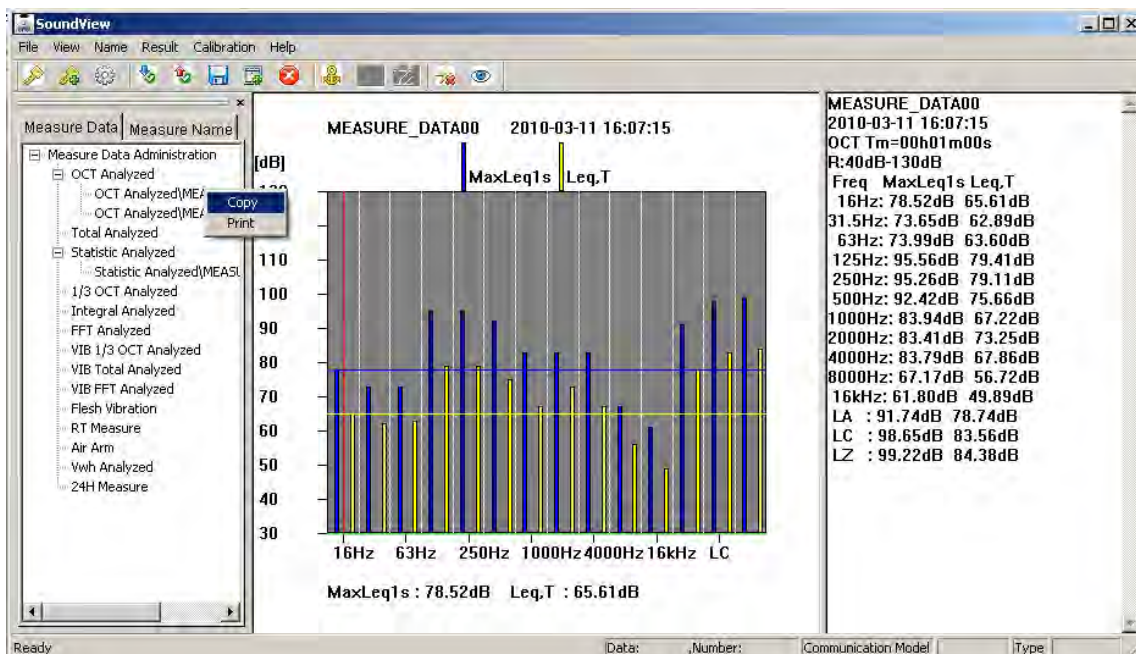 SoundView
File View Name Result Calibration Help
Measure Data Measure Name
Measure Data Administration
OCT Analyzed
OCT Analyzed\MEA
OCT Analyzed\ME
Copy
Print
Total Analyzed
Statistic Analyzed
Statistic Analyzed\MEASU
1/3 OCT Analyzed
Integral Analyzed
FFT Analyzed
VIB 1/3 OCT Analyzed
VIB Total Analyzed
VIB FFT Analyzed
Flesh Vibration
RT Measure
Air Arm
Vwh Analyzed
24H Measure
MEASURE_DATA00 2010-03-11 16:07:15
[dB]
MaxLeq1s Leq,T
110
100
90
80
70
60
50
40
30
16Hz 63Hz 250Hz 1000Hz 4000Hz 16kHz LC
MaxLeq1s : 78.52dB Leq,T : 65.61dB
MEASURE_DATA00
2010-03-11 16:07:15
OCT Tm=00h01m00s
R:40dB-130dB
Freq MaxLeq1s Leq,T
16Hz: 78.52dB 65.61dB
31.5Hz: 73.65dB 62.89dB
63Hz: 73.99dB 63.60dB
125Hz: 95.56dB 79.41dB
250Hz: 95.26dB 79.11dB
500Hz: 92.42dB 75.66dB
1000Hz: 83.94dB 67.22dB
2000Hz: 83.41dB 73.25dB
4000Hz: 83.79dB 67.86dB
8000Hz: 67.17dB 56.72dB
16kHz: 61.80dB 49.89dB
LA : 91.74dB 78.74dB
LC : 98.65dB 83.56dB
LZ : 99.22dB 84.38dB
Ready Data: ,Number: Communication Model Type